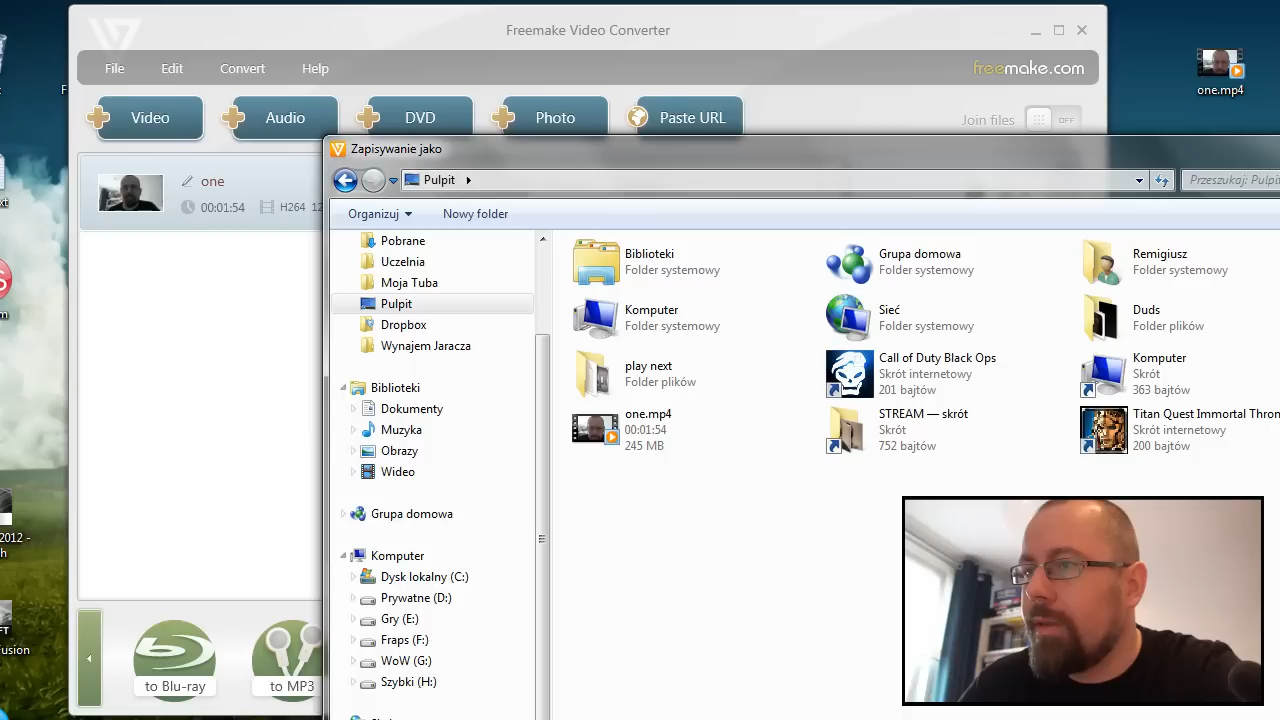 Freemake Video Converter
File
Edit
Convert
Help
freemake.com
one.mp4
Video
Audio
DVD
Photo
Paste URL
Join files
OFF
Zapisywanie jako
one
00:01:54
H264
Pulpit
Przeszukaj: Pulpit
Organizuj
Nowy folder
Pobrane
Uczelnia
Moja Tuba
Pulpit
Dropbox
Wynajem Jaracza
Biblioteki
Dokumenty
Muzyka
Obrazy
Wideo
Grupa domowa
Komputer
Dysk lokalny (C:)
Prywatne (D:)
Gry (E:)
Fraps (F:)
WoW (G:)
Szybki (H:)
Biblioteki
Folder systemowy
Grupa domowa
Folder systemowy
Remigiusz
Folder systemowy
Komputer
Folder systemowy
Sieć
Folder systemowy
Duds
Folder plików
play next
Folder plików
Call of Duty Black Ops
Skrót internetowy
201 bajtów
Komputer
Skrót
363 bajtów
one.mp4
00:01:54
245 MB
STREAM — skrót
Skrót
752 bajtów
Titan Quest Immortal Thron
Skrót internetowy
200 bajtów
2012 -
to Blu-ray
to MP3